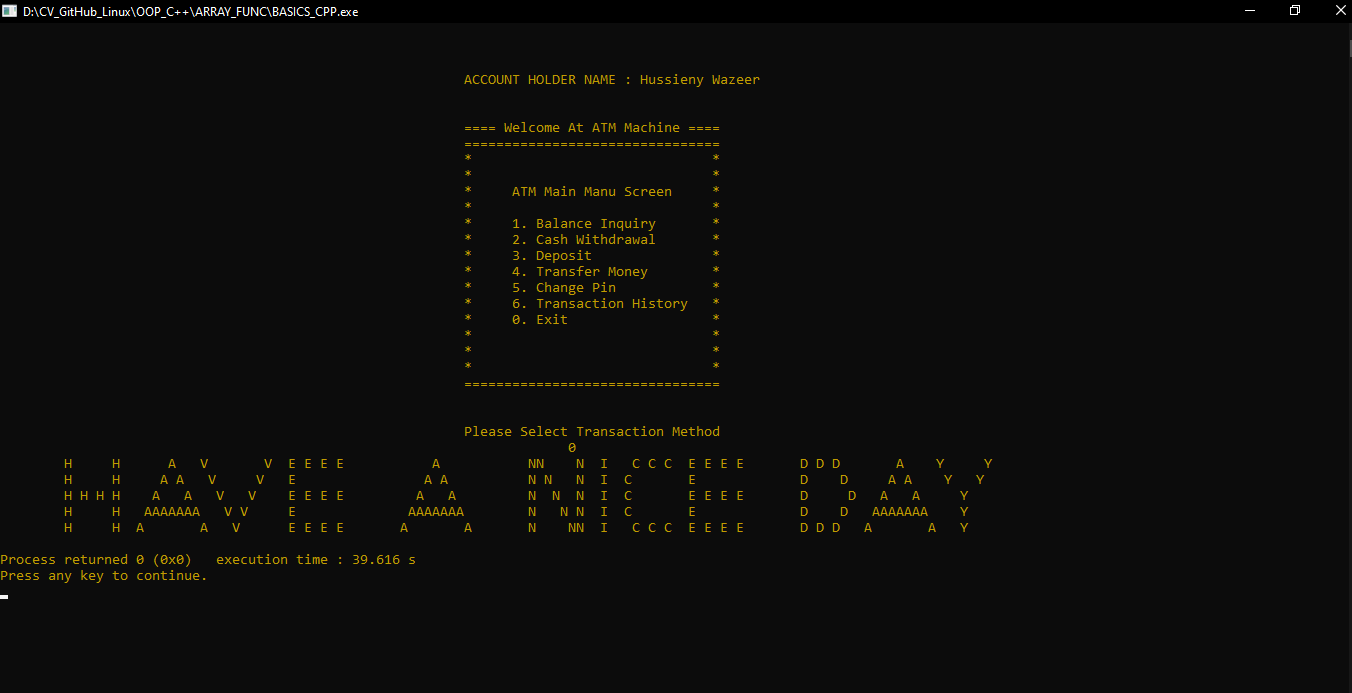 D:\CV_GitHub_Linux\OOP_C++\ARRAY_FUNC\BASICS_CPP.exe
ACCOUNT HOLDER NAME : Hussieny Wazeer
==== Welcome At ATM Machine ====
================================
*                              *
*                              *
*     ATM Main Manu Screen     *
*                              *
*     1. Balance Inquiry       *
*     2. Cash Withdrawal       *
*     3. Deposit               *
*     4. Transfer Money        *
*     5. Change Pin            *
*     6. Transaction History   *
*     0. Exit                  *
*                              *
*                              *
*                              *
================================
Please Select Transaction Method
0
H     H      A   V       V  E E E E           A           NN    N  I   C C C  E E E E       D D D       A    Y     Y
H     H     A A   V     V   E                A A          N N   N  I  C       E             D    D     A A    Y   Y
H H H H    A   A   V   V    E E E E         A   A         N  N  N  I  C       E E E E       D     D   A   A     Y
H     H   AAAAAAA   V V     E              AAAAAAA        N   N N  I  C       E             D    D   AAAAAAA    Y
H     H  A       A   V      E E E E       A       A       N    NN  I   C C C  E E E E       D D D   A       A   Y
Process returned 0 (0x0)   execution time : 39.616 s
Press any key to continue.